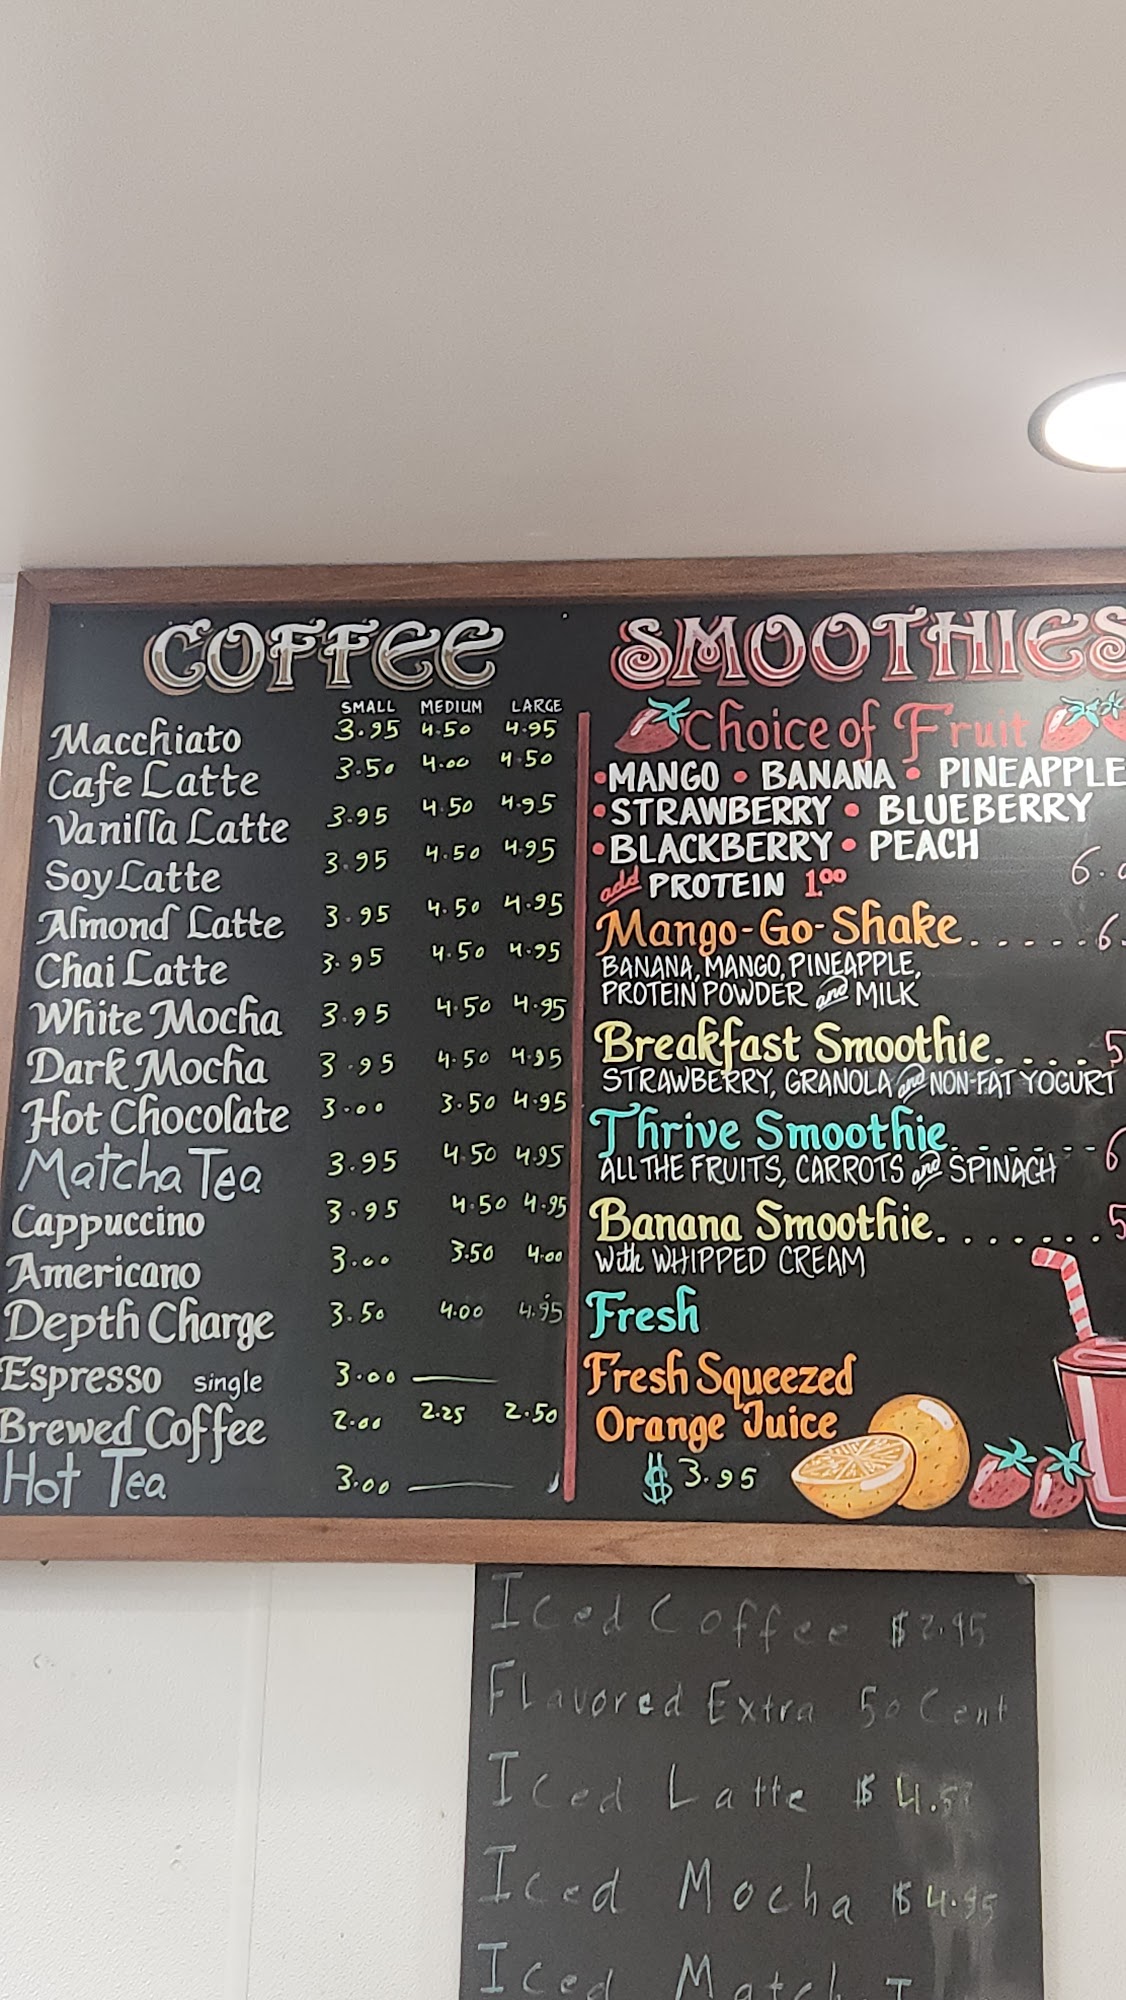 COFFEE
SMALL MEDIUM LARGE
Macchiato 3.95 4.50 4.95
Cafe Latte 3.50 4.00 4.50
Vanilla Latte 3.95 4.50 4.95
Soy Latte 3.95 4.50 4.95
Almond Latte 3.95 4.50 4.95
Chai Latte 3.95 4.50 4.95
White Mocha 3.95 4.50 4.95
Dark Mocha 3.95 4.50 4.95
Hot Chocolate 3.00 3.50 4.95
Matcha Tea 3.95 4.50 4.95
Cappuccino 3.95 4.50 4.95
Americano 3.00 3.50 4.00
Depth Charge 3.50 4.00 4.95
Espresso single 3.00
Brewed Coffee 2.00 2.25 2.50
Hot Tea 3.00
SMOOTHIES
Choice of Fruit
• MANGO • BANANA • PINEAPPLE
• STRAWBERRY • BLUEBERRY
• BLACKBERRY • PEACH
add PROTEIN 1.00
Mango-Go-Shake.....
BANANA, MANGO, PINEAPPLE,
PROTEIN POWDER and MILK
Breakfast Smoothie.....
STRAWBERRY, GRANOLA and NON-FAT YOGURT
Thrive Smoothie........
ALL THE FRUITS, CARROTS and SPINACH
Banana Smoothie.......
with WHIPPED CREAM
Fresh
Fresh Squeezed
Orange Juice
$ 3.95
Iced Coffee $2.95
Flavored Extra 50 Cent
Iced Latte
Iced Mocha $4.95
Iced